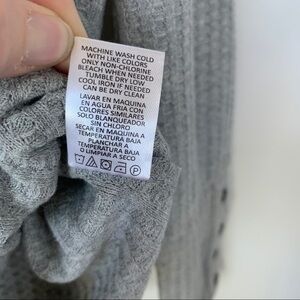 MACHINE WASH COLD
WITH LIKE COLORS
ONLY NON-CHLORINE
BLEACH WHEN NEEDED
TUMBLE DRY LOW
COOL IRON IF NEEDED
CAN BE DRY CLEAN
LAVAR EN MAQUINA
EN AGUA FRIA CON
COLORES SIMILARES
SOLO BLANQUEADOR
SIN CHLORO
SECAR EN MAQUINA A
TEMPERATURA BAJA
PLANCHAR A
TEMPERATURA BAJA
O LIMPIAR A SECO
P